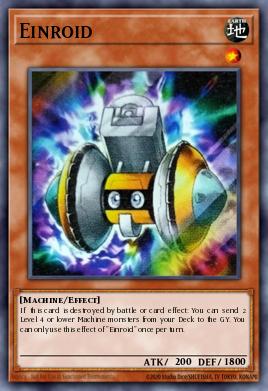 EINROID
EARTH
地
[MACHINE/EFFECT]
If this card is destroyed by battle or card effect: You can send 2
Level 4 or lower Machine monsters from your Deck to the GY. You
can only use this effect of "Einroid" once per turn.
ATK/ 200 DEF/1800
©2020 Studio Dice/SHUEISHA, TV TOKYO, KONAMI